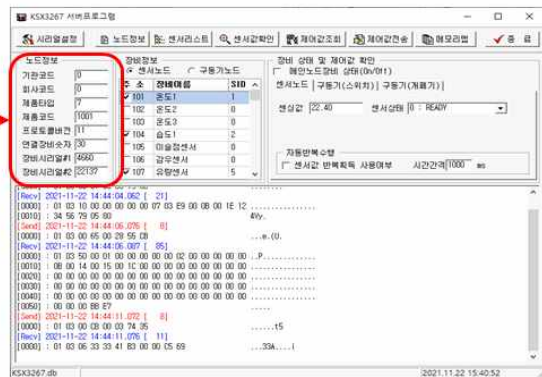 KSX3267 서버프로그램
시리얼설정 노드정보 센서리스트 센서값확인 제어값조회 제어값전송 메모리맵 종 료
노드정보
기관코드 0
회사코드 0
제품타입 7
제품코드 1001
프로토콜버전 11
연결장비숫자 30
장비시리얼#1 4660
장비시리얼#2 22137
장비정보
센서노드 구동기노드
주 소 장비이름 SID
101 온도1 1
102 온도2 0
103 온도3 0
104 습도1 2
105 이슬점센서 0
106 감우센서 0
107 유량센서 5
장비 상태 및 제어값 확인
메인노드장비 상태(On/Off)
센서노드 구동기(스위치) 구동기(개폐기)
센싱값 22.40 센서상태 0 : READY
자동반복수행
센서값 반복획득 사용여부 시간간격 1000 ms
[Recv] 2021-11-22 14:44:04.062 [ 21]
[0000] : 01 03 10 00 00 00 00 00 07 03 E9 00 0B 00 1E 12
[0010] : 34 56 79 05 80 4Vy.
[Send] 2021-11-22 14:44:06.076 [ 8]
[0000] : 01 03 00 65 00 28 55 CB ...e.(U.
[Recv] 2021-11-22 14:44:06.087 [ 85]
[0000] : 01 03 50 00 01 00 00 00 00 00 02 00 00 00 00 00 ..P.............
[0010] : 0B 00 14 00 15 00 1C 00 00 00 00 00 00 00 00 00 ................
[0020] : 00 00 00 00 00 00 00 00 00 00 00 00 00 00 00 00 ................
[0030] : 00 00 00 00 00 00 00 00 00 00 00 00 00 00 00 00 ................
[0040] : 00 00 00 00 00 00 00 00 00 00 00 00 00 00 00 00 ................
[0050] : 00 00 00 B8 E7 .....
[Send] 2021-11-22 14:44:11.072 [ 8]
[0000] : 01 03 00 CB 00 03 74 35 ......t5
[Recv] 2021-11-22 14:44:11.076 [ 11]
[0000] : 01 03 06 33 33 41 B3 00 00 C5 69 ...33A....i
KSX3267.db 2021.11.22 15:40:52